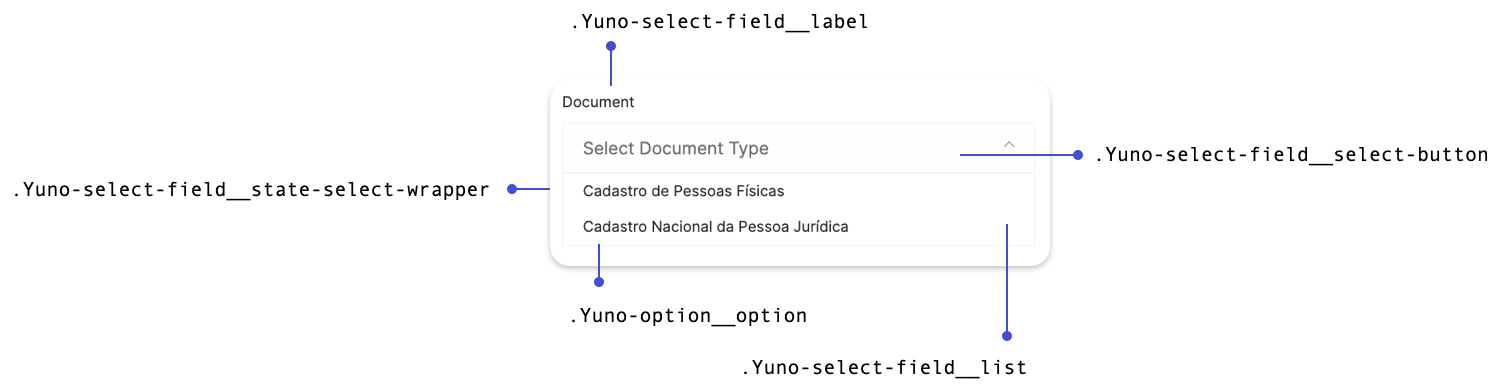 .Yuno-select-field__label
Document
Select Document Type
.Yuno-select-field__select-button
.Yuno-select-field__state-select-wrapper
Cadastro de Pessoas Físicas
Cadastro Nacional da Pessoa Jurídica
.Yuno-option__option
.Yuno-select-field__list